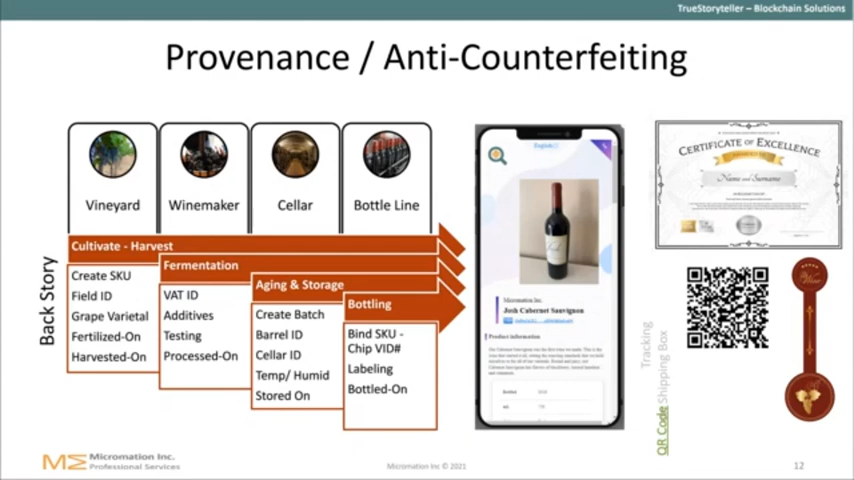 TrueStoryteller – Blockchain Solutions
Provenance / Anti-Counterfeiting
Vineyard
Winemaker
Cellar
Bottle Line
Back Story
Cultivate - Harvest
Create SKU
Field ID
Grape Varietal
Fertilized-On
Harvested-On
Fermentation
VAT ID
Additives
Testing
Processed-On
Aging & Storage
Create Batch
Barrel ID
Cellar ID
Temp/ Humid
Stored On
Bottling
Bind SKU -
Chip VID#
Labeling
Bottled-On
Micromation Inc.
Josh Cabernet Sauvignon
Product information
CERTIFICATE OF EXCELLENCE
Name and Surname
Tracking
QR Code Shipping Box
Micromation Inc.
Professional Services
Micromation Inc © 2021
12